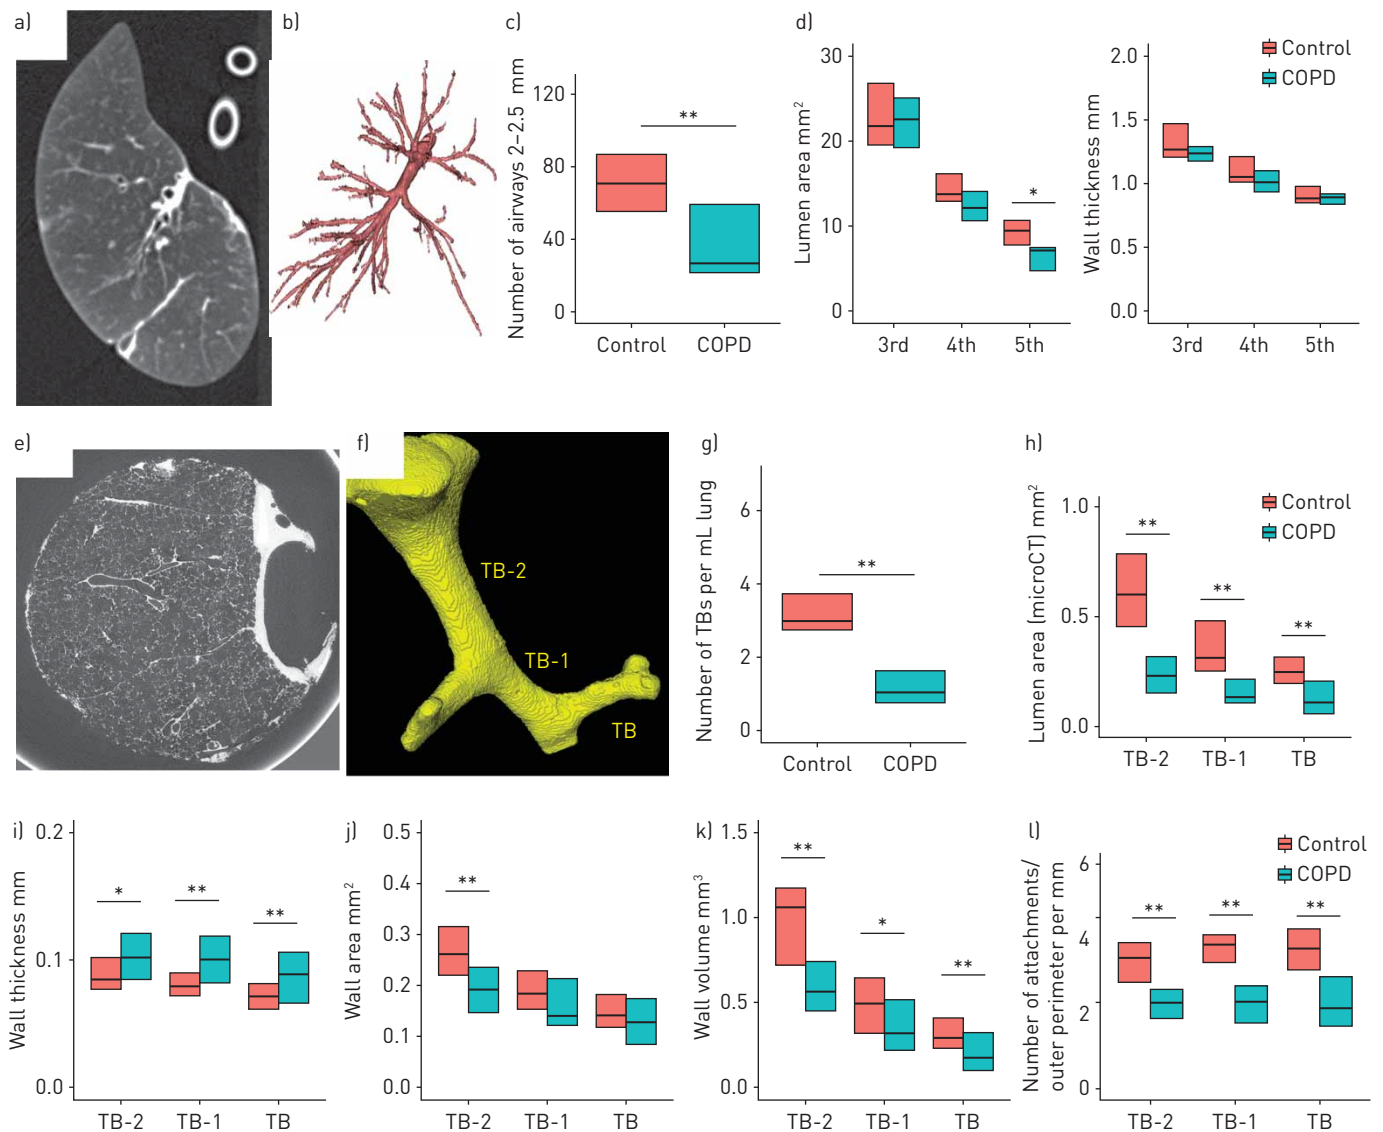 a)
b)
c)
Number of airways 2–2.5 mm
120
80
40
0
**
Control
COPD
d)
Lumen area mm²
30
20
10
0
*
3rd
4th
5th
Wall thickness mm
2.0
1.5
1.0
0.5
0.0
3rd
4th
5th
Control
COPD
e)
f)
TB-2
TB-1
TB
g)
Number of TBs per mL lung
6
4
2
0
**
Control
COPD
h)
Lumen area (microCT) mm²
1.0
0.5
0.0
**
**
**
TB-2
TB-1
TB
Control
COPD
i)
Wall thickness mm
0.2
0.1
0.0
*
**
**
TB-2
TB-1
TB
j)
Wall area mm²
0.5
0.4
0.3
0.2
0.1
0.0
**
TB-2
TB-1
TB
k)
Wall volume mm³
1.5
1.0
0.5
0.0
**
*
**
TB-2
TB-1
TB
l)
Number of attachments/
outer perimeter per mm
6
4
2
0
**
**
**
TB-2
TB-1
TB
Control
COPD